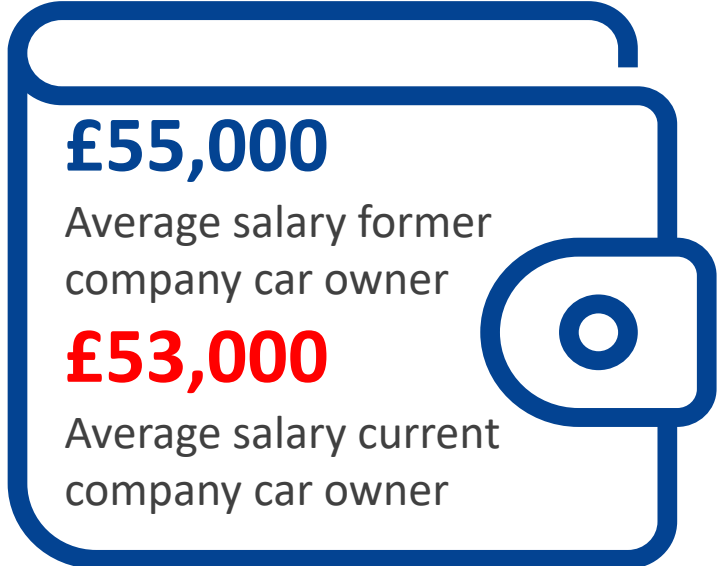 £55,000
Average salary former
company car owner
£53,000
Average salary current
company car owner